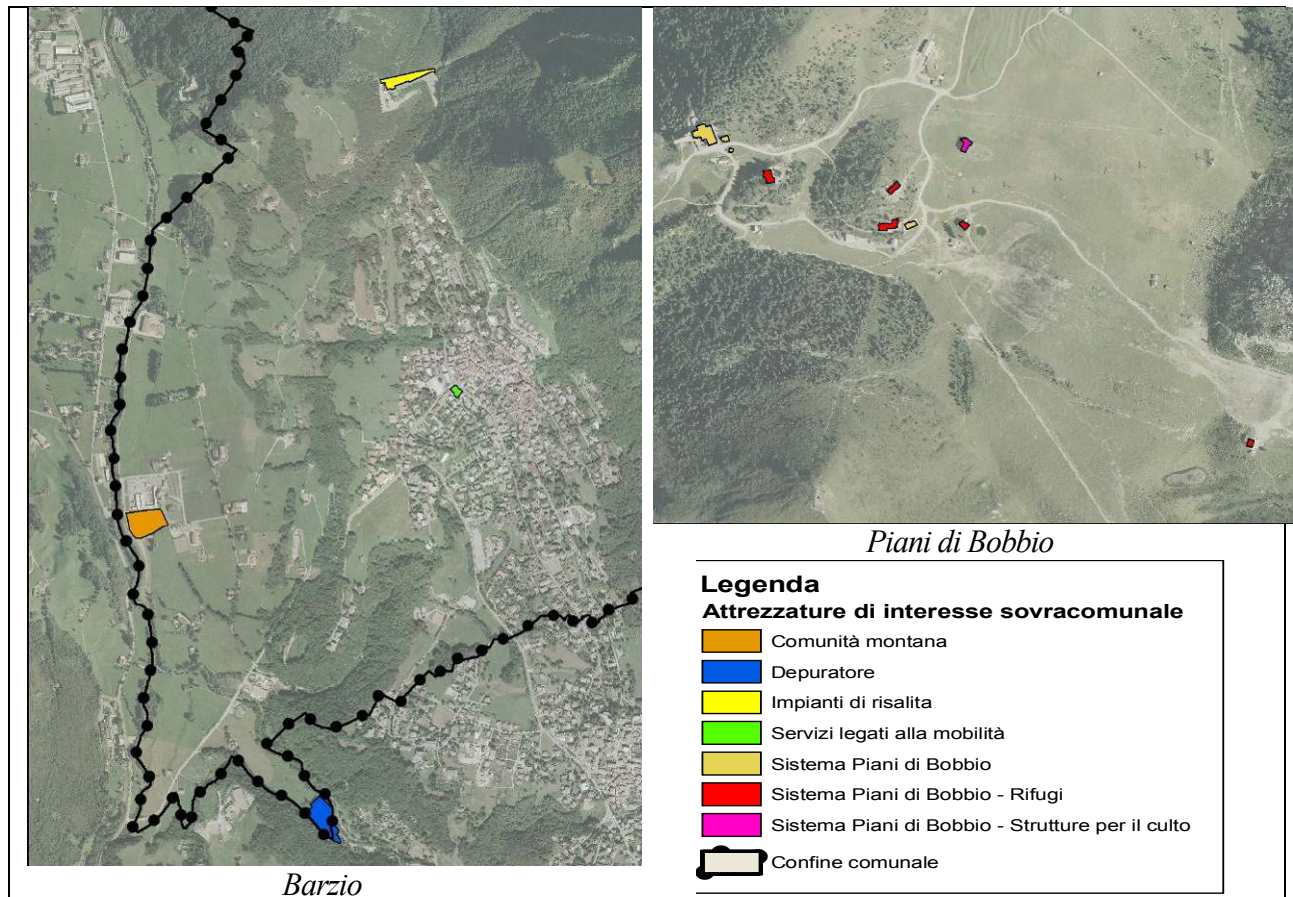 Barzio
Piani di Bobbio
Legenda
Attrezzature di interesse sovracomunale
Comunità montana
Depuratore
Impianti di risalita
Servizi legati alla mobilità
Sistema Piani di Bobbio
Sistema Piani di Bobbio - Rifugi
Sistema Piani di Bobbio - Strutture per il culto
Confine comunale